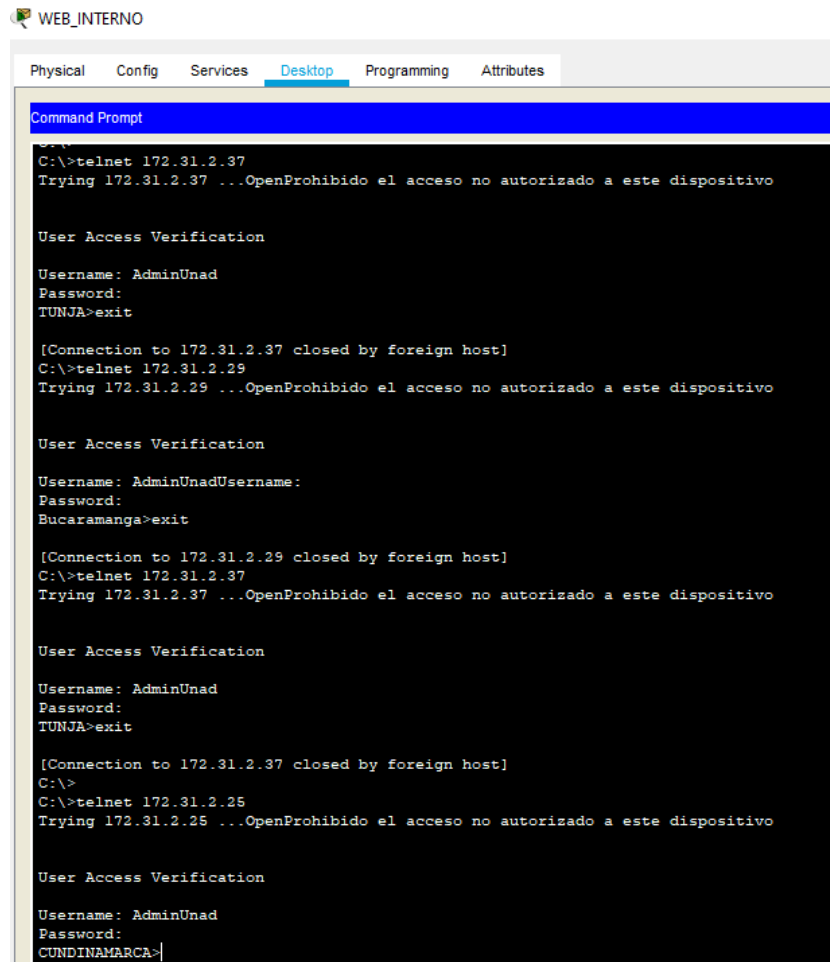 WEB_INTERNO
Physical Config Services Desktop Programming Attributes
Command Prompt
C:\>telnet 172.31.2.37
Trying 172.31.2.37 ...OpenProhibido el acceso no autorizado a este dispositivo
User Access Verification
Username: AdminUnad
Password:
TUNJA>exit
[Connection to 172.31.2.37 closed by foreign host]
C:\>telnet 172.31.2.29
Trying 172.31.2.29 ...OpenProhibido el acceso no autorizado a este dispositivo
User Access Verification
Username: AdminUnadUsername:
Password:
Bucaramanga>exit
[Connection to 172.31.2.29 closed by foreign host]
C:\>telnet 172.31.2.37
Trying 172.31.2.37 ...OpenProhibido el acceso no autorizado a este dispositivo
User Access Verification
Username: AdminUnad
Password:
TUNJA>exit
[Connection to 172.31.2.37 closed by foreign host]
C:\>
C:\>telnet 172.31.2.25
Trying 172.31.2.25 ...OpenProhibido el acceso no autorizado a este dispositivo
User Access Verification
Username: AdminUnad
Password:
CUNDINAMARCA>